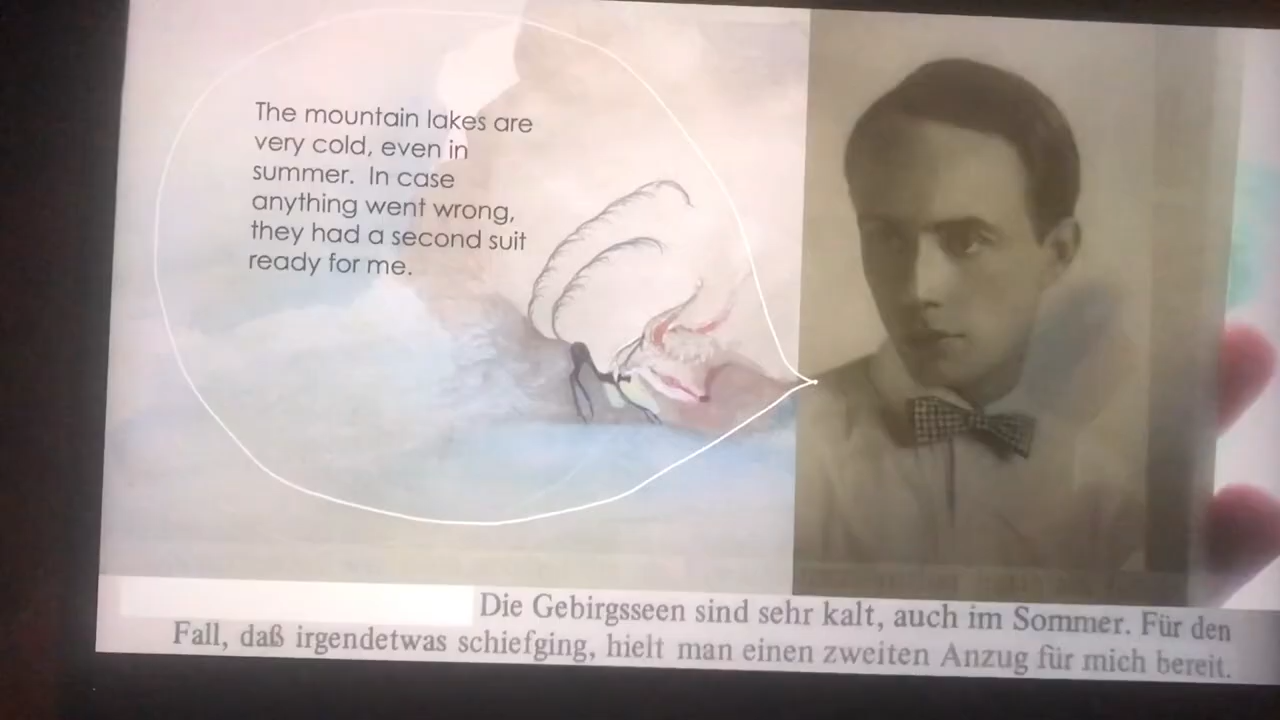 The mountain lakes are
very cold, even in
summer. In case
anything went wrong,
they had a second suit
ready for me.
Die Gebirgsseen sind sehr kalt, auch im Sommer. Für den
Fall, daß irgendetwas schiefging, hielt man einen zweiten Anzug für mich bereit.